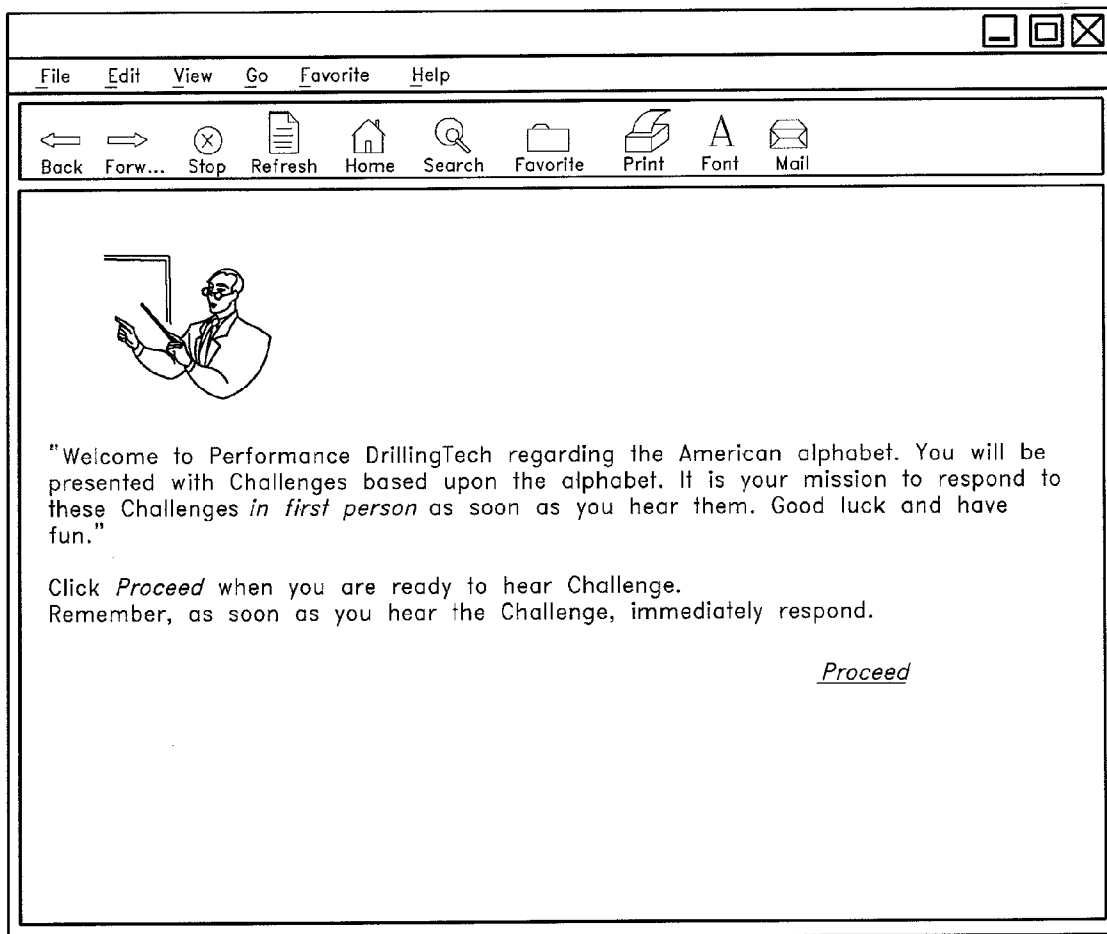 File Edit View Go Favorite Help
Back Forw... Stop Refresh Home Search Favorite Print Font Mail
"Welcome to Performance DrillingTech regarding the American alphabet. You will be
presented with Challenges based upon the alphabet. It is your mission to respond to
these Challenges in first person as soon as you hear them. Good luck and have
fun."
Click Proceed when you are ready to hear Challenge.
Remember, as soon as you hear the Challenge, immediately respond.
Proceed